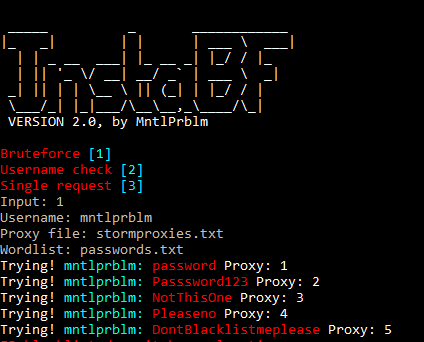 InstaBF
VERSION 2.0, by MntlPrblm
Bruteforce [1]
Username check [2]
Single request [3]
Input: 1
Username: mntlprblm
Proxy file: stormproxies.txt
Wordlist: passwords.txt
Trying! mntlprblm: password Proxy: 1
Trying! mntlprblm: Passsword123 Proxy: 2
Trying! mntlprblm: NotThisOne Proxy: 3
Trying! mntlprblm: Pleaseno Proxy: 4
Trying! mntlprblm: DontBlacklistmeplease Proxy: 5